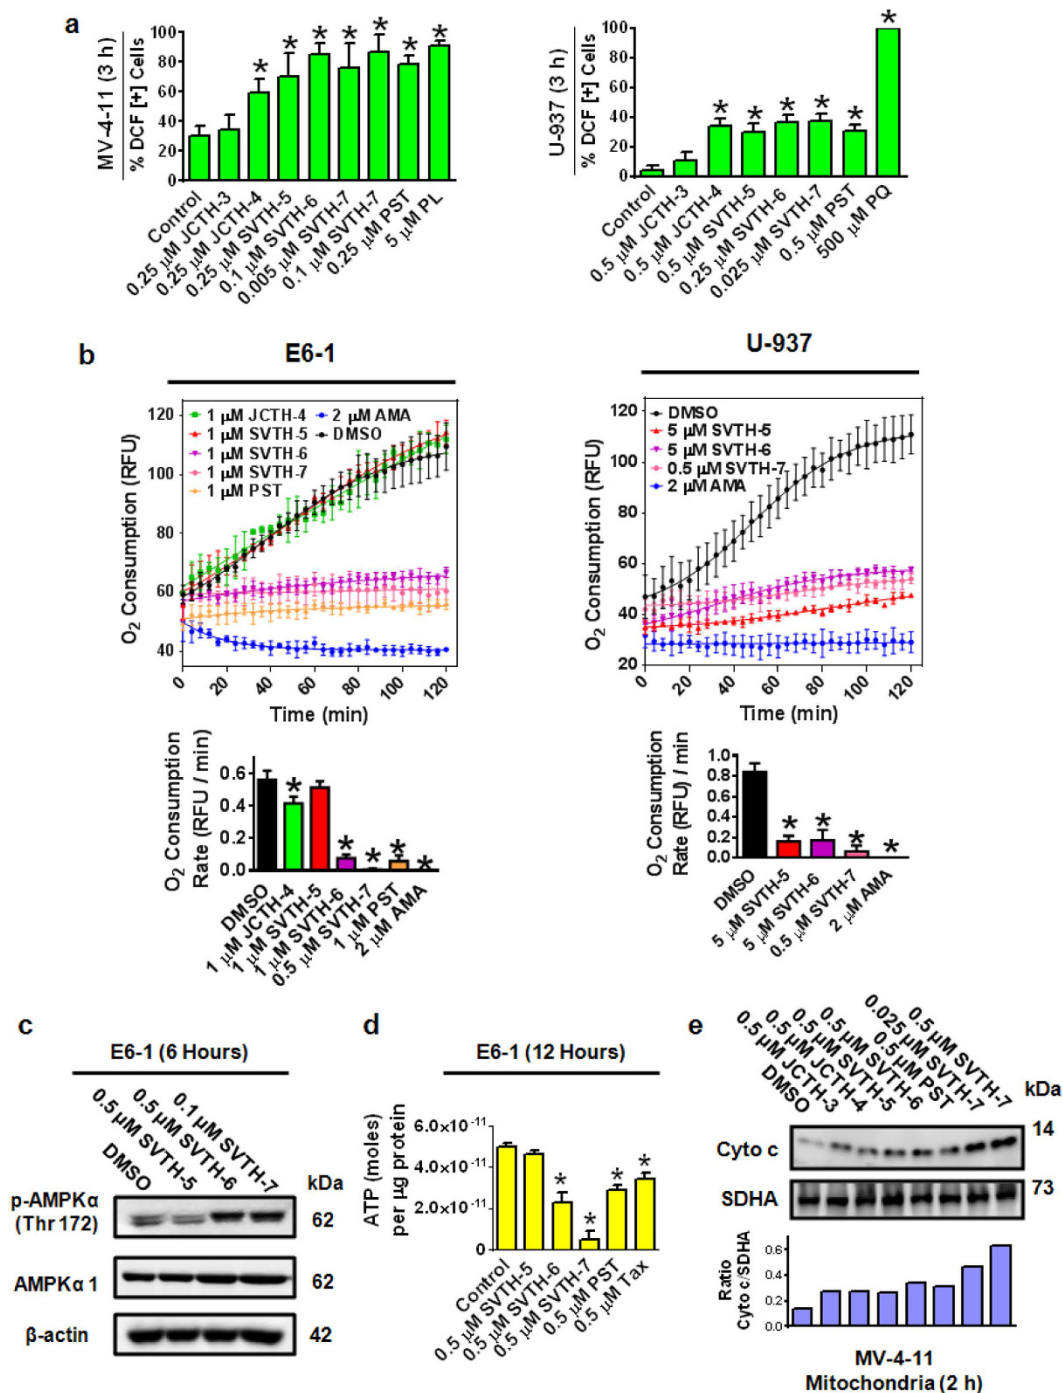 a
MV-4-11 (3 h)
% DCF [+] Cells
100
80
60
40
20
0
Control
0.25 µM JCTH-3
0.25 µM JCTH-4
0.25 µM SVTH-5
0.1 µM SVTH-6
0.005 µM SVTH-7
0.1 µM SVTH-7
0.25 µM PST
5 µM PL
* * * * * * *
U-937 (3 h)
% DCF [+] Cells
100
80
60
40
20
0
Control
0.5 µM JCTH-3
0.5 µM JCTH-4
0.5 µM SVTH-5
0.25 µM SVTH-6
0.025 µM SVTH-7
0.5 µM PST
500 µM PQ
* * * * * *
b
E6-1
O2 Consumption (RFU)
120
100
80
60
40
1 µM JCTH-4
1 µM SVTH-5
1 µM SVTH-6
1 µM SVTH-7
1 µM PST
2 µM AMA
DMSO
0 20 40 60 80 100 120
Time (min)
U-937
O2 Consumption (RFU)
120
100
80
60
40
20
DMSO
5 µM SVTH-5
5 µM SVTH-6
0.5 µM SVTH-7
2 µM AMA
0 20 40 60 80 100 120
Time (min)
O2 Consumption
Rate (RFU / min)
0.6
0.4
0.2
0.0
* * * * *
DMSO
1 µM JCTH-4
1 µM SVTH-5
1 µM SVTH-6
0.5 µM SVTH-7
1 µM PST
2 µM AMA
O2 Consumption
Rate (RFU) / min)
1.0
0.8
0.6
0.4
0.2
0.0
* * * *
DMSO
5 µM SVTH-5
5 µM SVTH-6
0.5 µM SVTH-7
2 µM AMA
c
E6-1 (6 Hours)
DMSO
0.5 µM SVTH-5
0.5 µM SVTH-6
0.1 µM SVTH-7
kDa
p-AMPKα
(Thr 172)
62
AMPKα 1
62
β-actin
42
d
E6-1 (12 Hours)
ATP (moles)
per µg protein
6.0×10-11
4.0×10-11
2.0×10-11
0
* * * *
Control
0.5 µM SVTH-5
0.5 µM SVTH-6
0.5 µM SVTH-7
0.5 µM PST
0.5 µM Tax
e
DMSO
0.5 µM JCTH-3
0.5 µM JCTH-4
0.5 µM SVTH-5
0.5 µM SVTH-6
0.5 µM PST
0.025 µM SVTH-7
0.5 µM SVTH-7
kDa
Cyto c
14
SDHA
73
Ratio
Cyto c/SDHA
0.6
0.4
0.2
0.0
MV-4-11
Mitochondria (2 h)